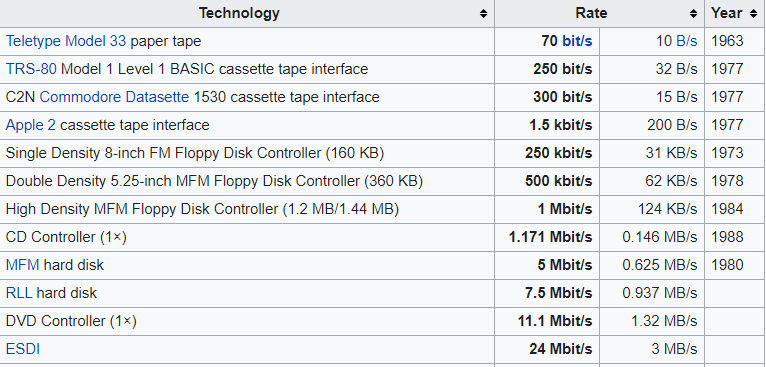 Technology Rate Year
Teletype Model 33 paper tape 70 bit/s 10 B/s 1963
TRS-80 Model 1 Level 1 BASIC cassette tape interface 250 bit/s 32 B/s 1977
C2N Commodore Datasette 1530 cassette tape interface 300 bit/s 15 B/s 1977
Apple 2 cassette tape interface 1.5 kbit/s 200 B/s 1977
Single Density 8-inch FM Floppy Disk Controller (160 KB) 250 kbit/s 31 KB/s 1973
Double Density 5.25-inch MFM Floppy Disk Controller (360 KB) 500 kbit/s 62 KB/s 1978
High Density MFM Floppy Disk Controller (1.2 MB/1.44 MB) 1 Mbit/s 124 KB/s 1984
CD Controller (1×) 1.171 Mbit/s 0.146 MB/s 1988
MFM hard disk 5 Mbit/s 0.625 MB/s 1980
RLL hard disk 7.5 Mbit/s 0.937 MB/s
DVD Controller (1×) 11.1 Mbit/s 1.32 MB/s
ESDI 24 Mbit/s 3 MB/s